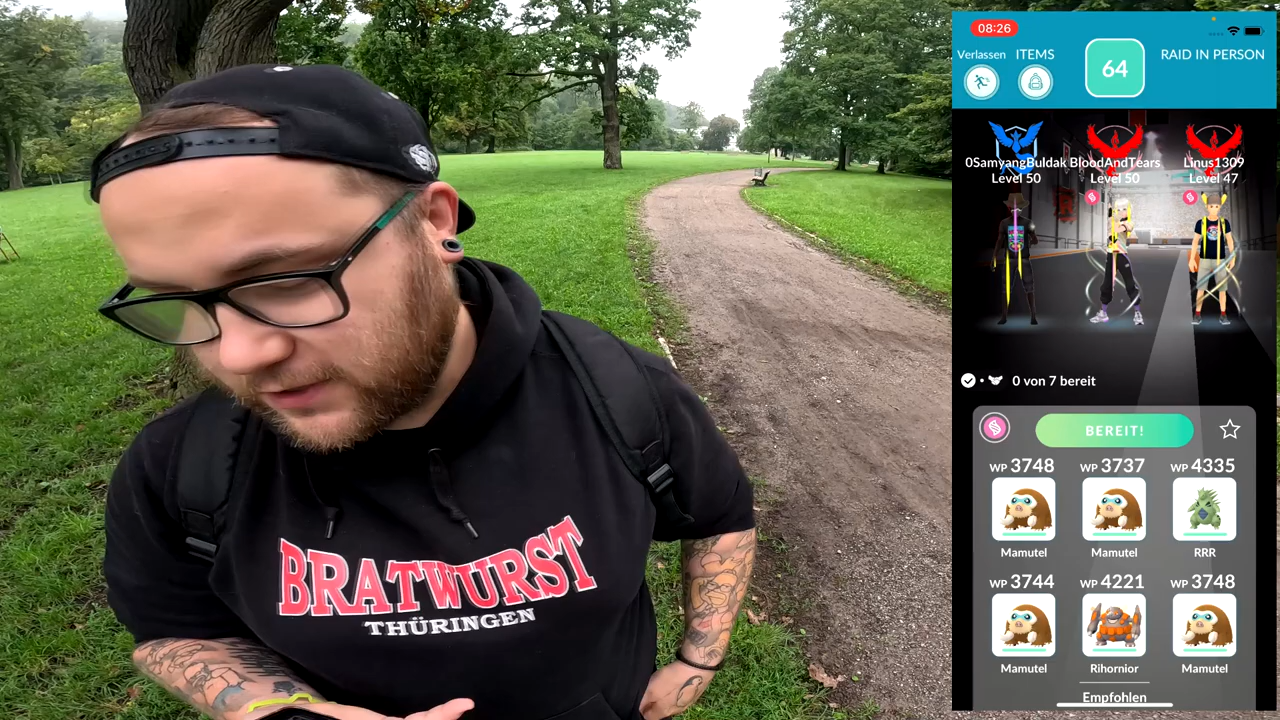 BRATWURST
THÜRINGEN
08:26
Verlassen ITEMS
64
RAID IN PERSON
0SamyangBuldak BloodAndTears Linus1309
Level 50 Level 50 Level 47
0 von 7 bereit
BEREIT!
WP 3748 WP 3737 WP 4335
Mamutel Mamutel RRR
WP 3744 WP 4221 WP 3748
Mamutel Rihornior Mamutel
Empfohlen